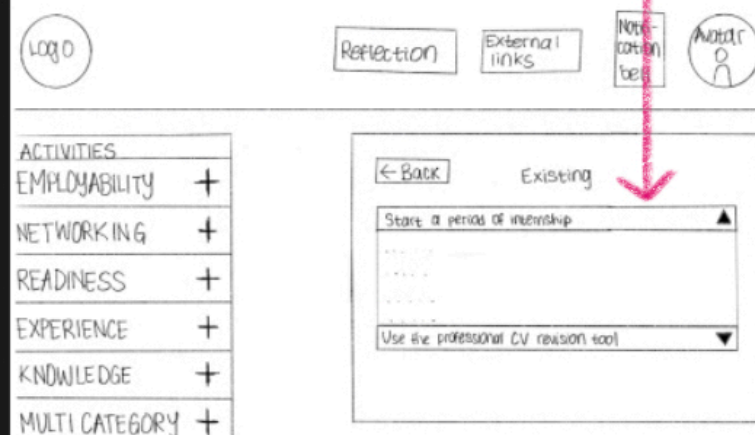 Logo
Reflection
External
links
Noti-
cation
bell
Avatar
ACTIVITIES
EMPLOYABILITY +
NETWORKING +
READINESS +
EXPERIENCE +
KNOWLEDGE +
MULTI CATEGORY +
← Back
Existing
Start a period of internship ▲
Use the professional CV revision tool ▼